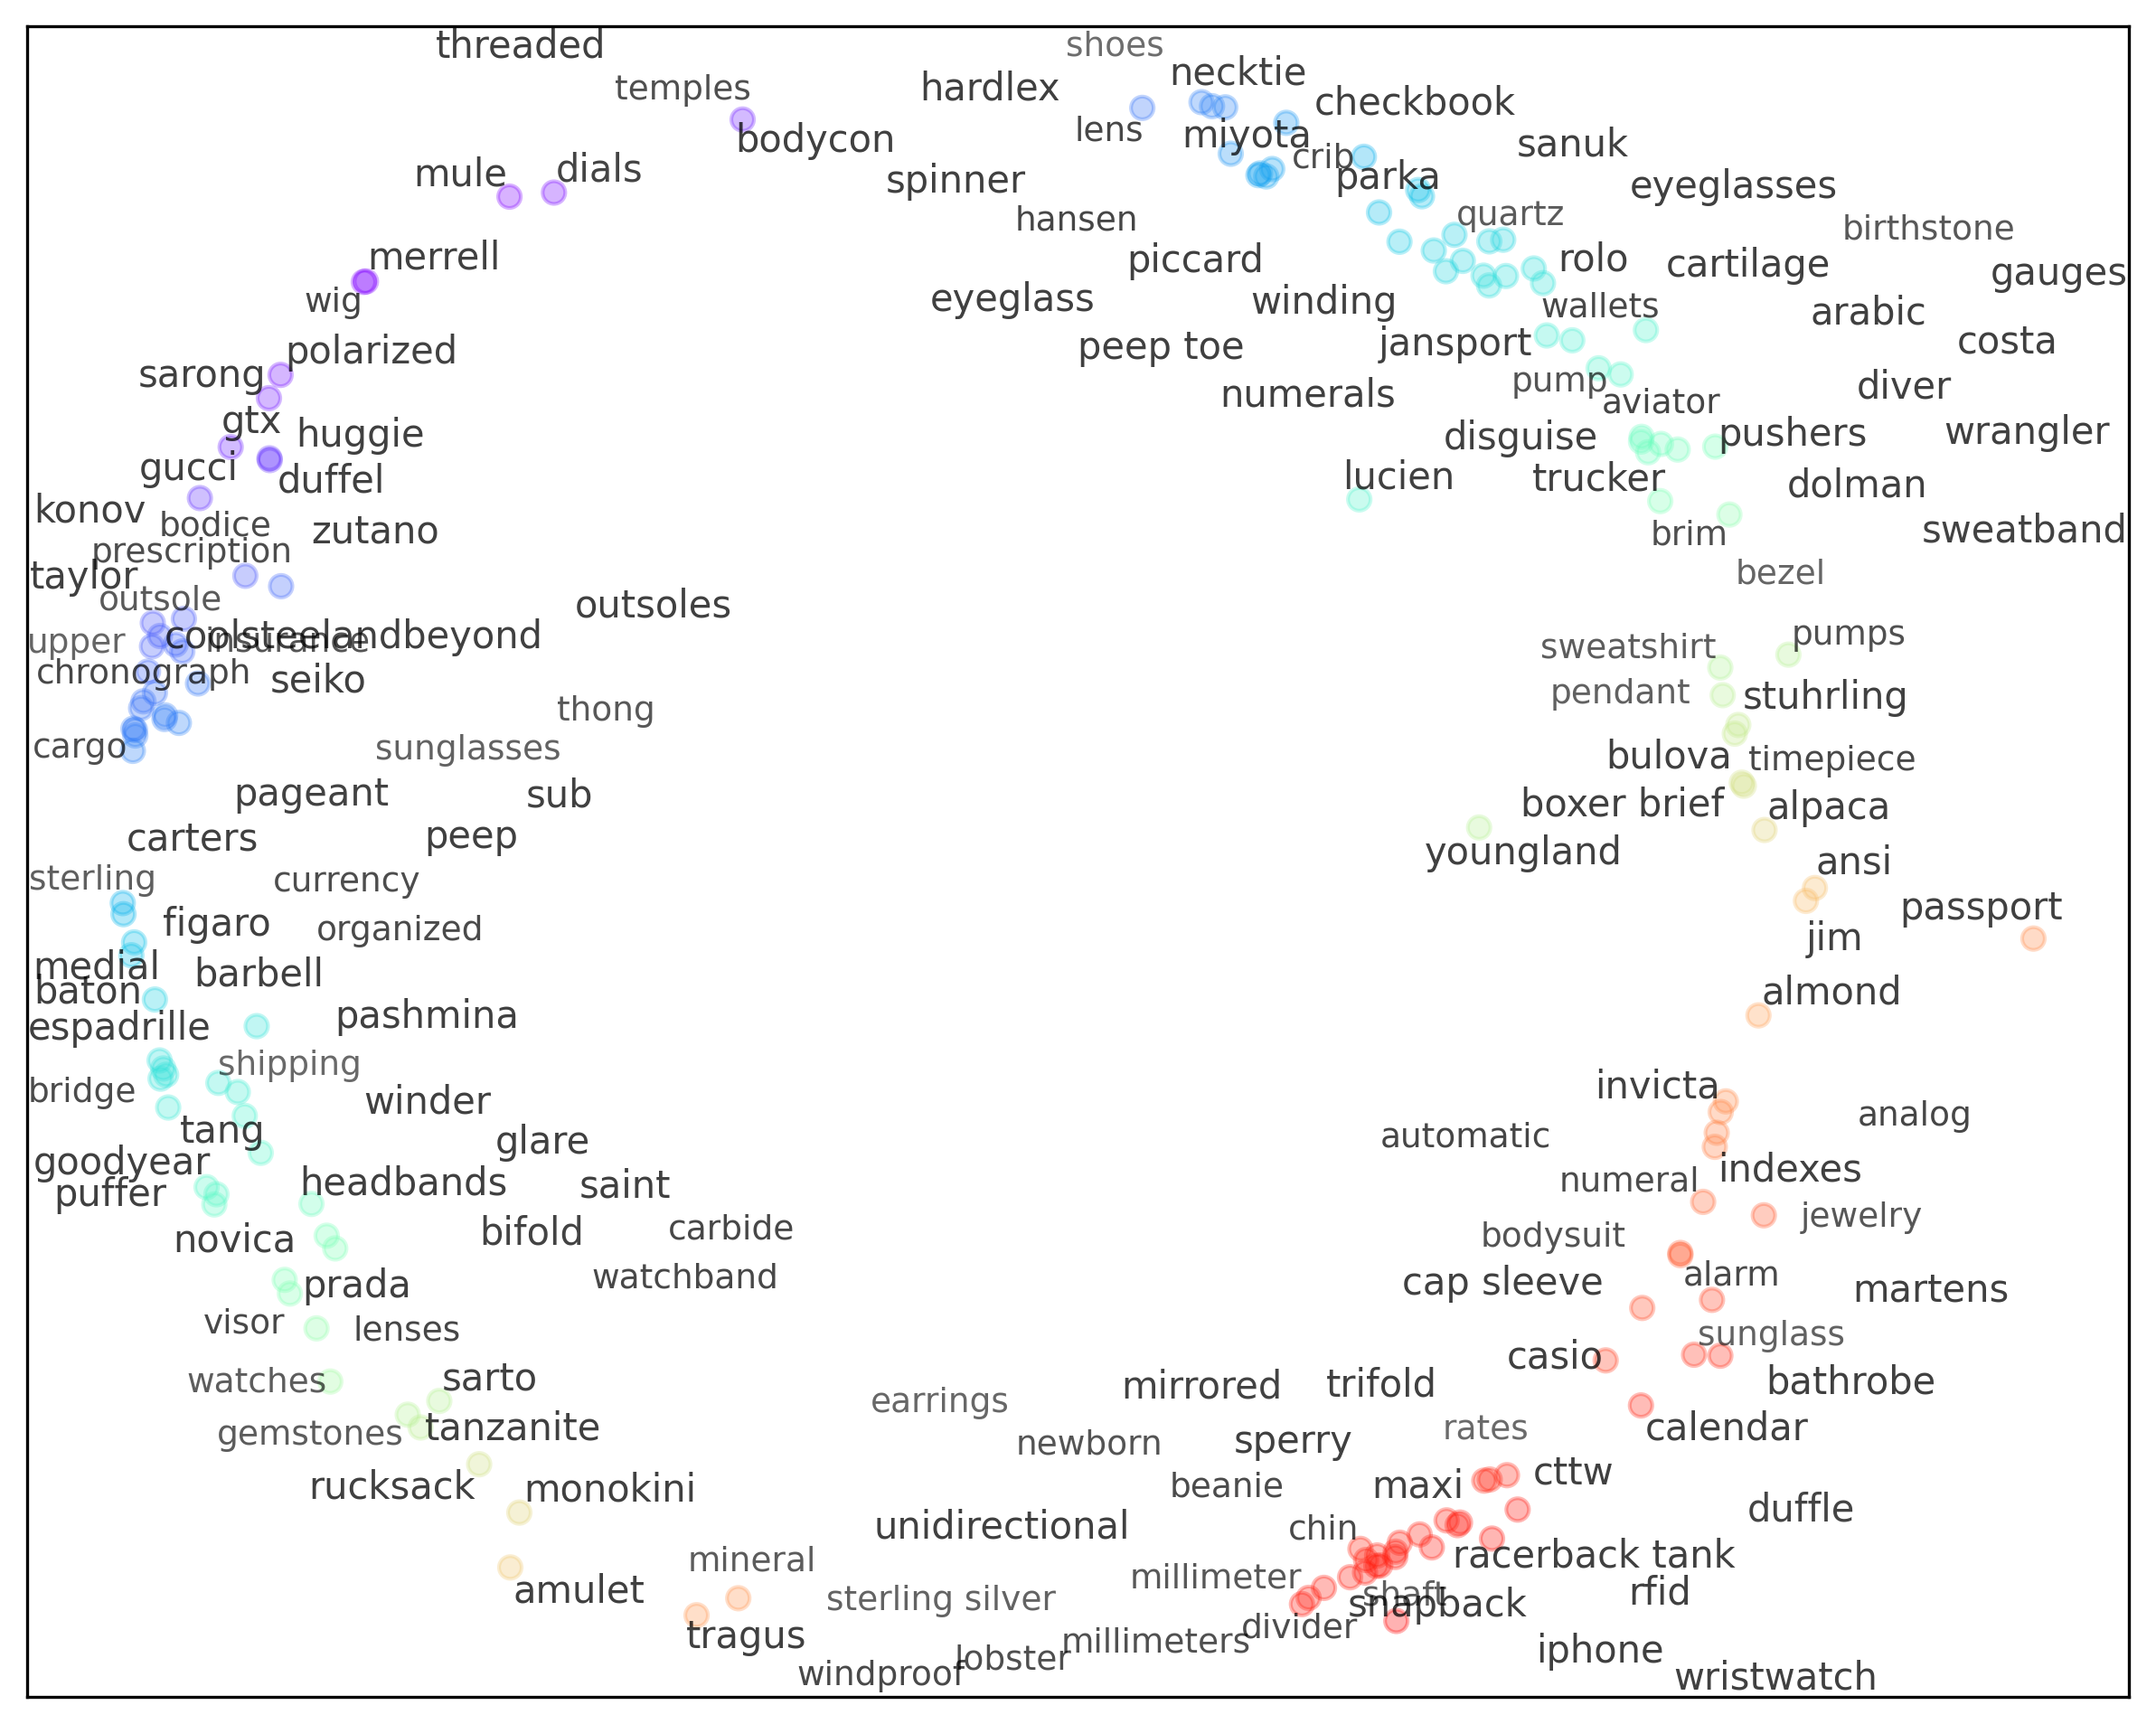 threaded
shoes
temples
hardlex
necktie
checkbook
lens
miyota
bodycon
sanuk
crib
mule
dials
spinner
parka
eyeglasses
hansen
quartz
birthstone
merrell
piccard
rolo
cartilage
gauges
wig
eyeglass
winding
wallets
arabic
polarized
peep toe
jansport
costa
sarong
pump
diver
numerals
aviator
gtx
huggie
disguise
pushers
wrangler
gucci
duffel
lucien
trucker
dolman
konov
bodice
zutano
brim
sweatband
prescription
taylor
bezel
outsole
outsoles
upper
coolsteelandbeyond
insurance
sweatshirt
pumps
chronograph
seiko
pendant
stuhrling
thong
cargo
sunglasses
bulova
timepiece
pageant
sub
boxer brief
alpaca
carters
peep
youngland
ansi
sterling
currency
figaro
organized
passport
jim
medial
barbell
baton
almond
espadrille
pashmina
shipping
bridge
winder
invicta
analog
tang
glare
automatic
goodyear
puffer
headbands
saint
numeral
indexes
novica
bifold
carbide
bodysuit
jewelry
prada
watchband
cap sleeve
alarm
martens
visor
lenses
casio
sunglass
watches
sarto
earrings
mirrored
trifold
bathrobe
gemstones
tanzanite
newborn
sperry
rates
calendar
rucksack
monokini
beanie
maxi
cttw
duffle
unidirectional
chin
mineral
racerback tank
amulet
sterling silver
millimeter
shaft
snapback
rfid
tragus
divider
millimeters
iphone
windproof
lobster
wristwatch